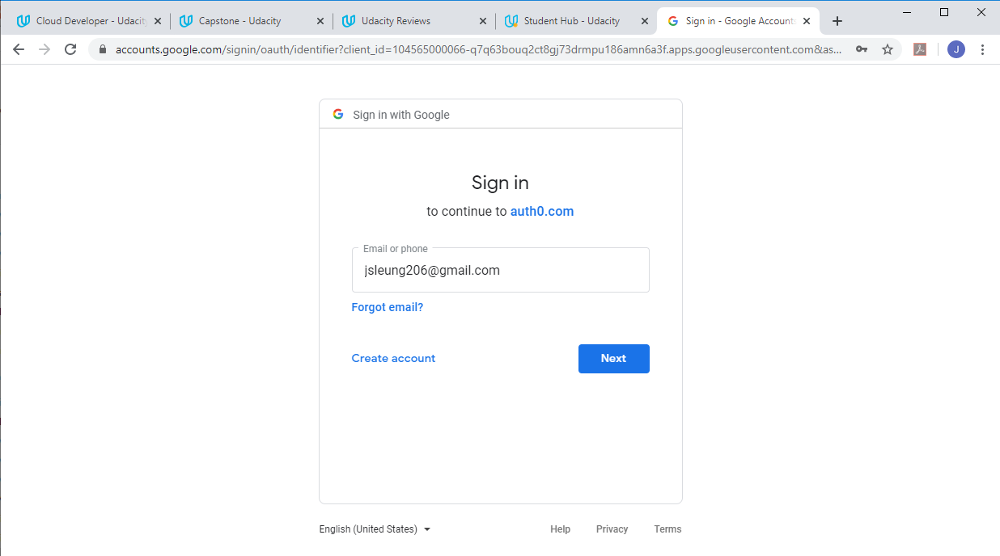 Cloud Developer - Udacity
Capstone - Udacity
Udacity Reviews
Student Hub - Udacity
Sign in - Google Accounts
accounts.google.com/signin/oauth/identifier?client_id=104565000066-q7q63bouq2ct8gj73drmpu186amn6a3f.apps.googleusercontent.com&as...
J
Sign in with Google
Sign in
to continue to auth0.com
Email or phone
jsleung206@gmail.com
Forgot email?
Create account
Next
English (United States)
Help
Privacy
Terms